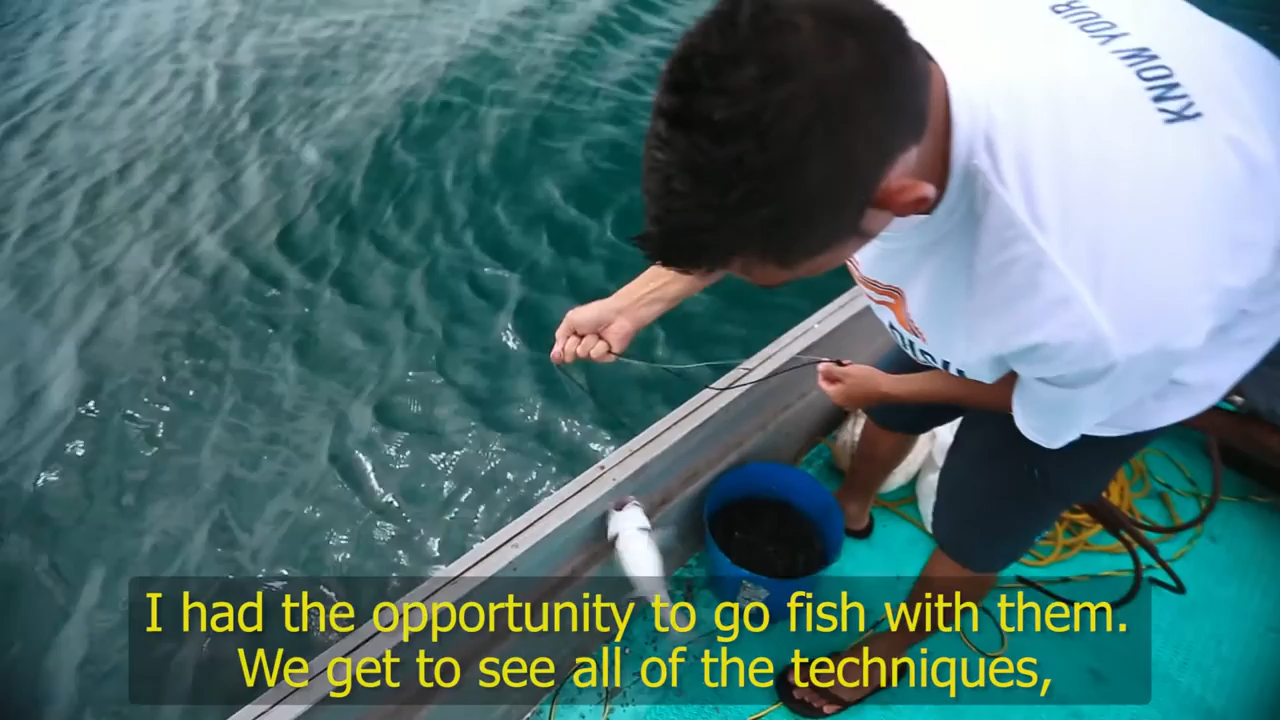 KNOW YOUR
I had the opportunity to go fish with them.
We get to see all of the techniques,